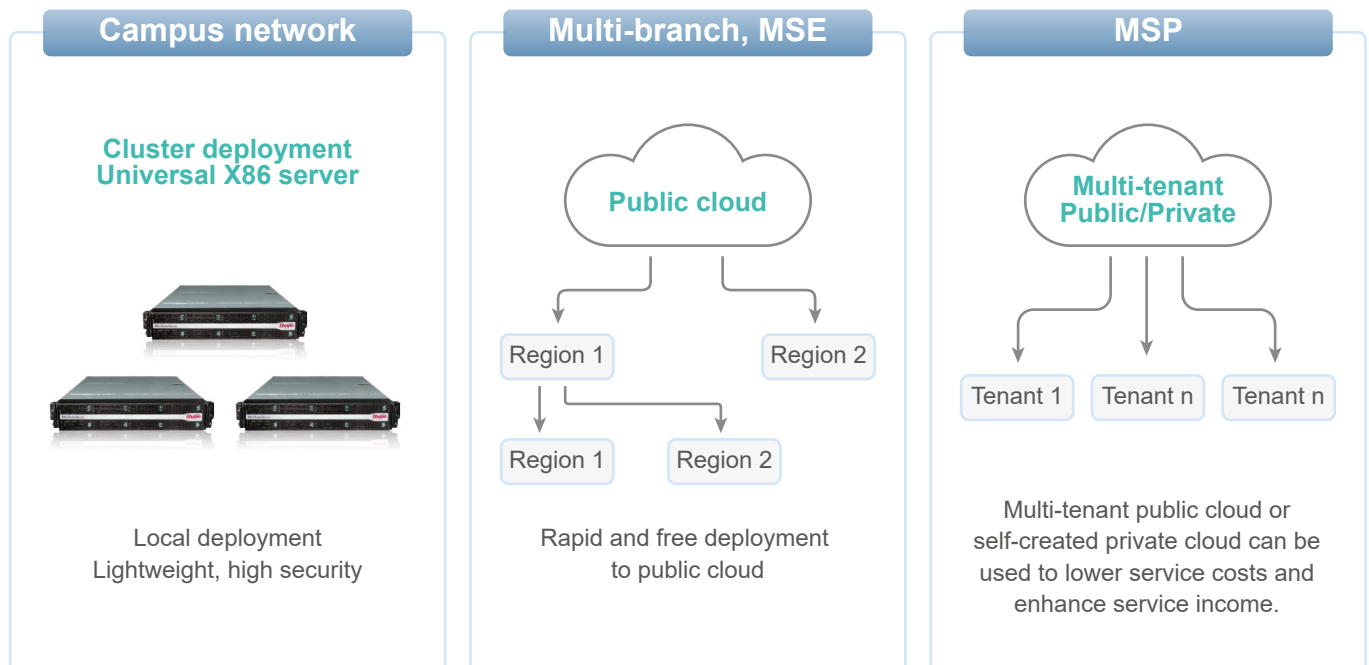 Campus network
Cluster deployment
Universal X86 server
Ruijie
Ruijie
Ruijie
Local deployment
Lightweight, high security
Multi-branch, MSE
Public cloud
Region 1
Region 2
Region 1
Region 2
Rapid and free deployment
to public cloud
MSP
Multi-tenant
Public/Private
Tenant 1
Tenant n
Tenant n
Multi-tenant public cloud or
self-created private cloud can be
used to lower service costs and
enhance service income.